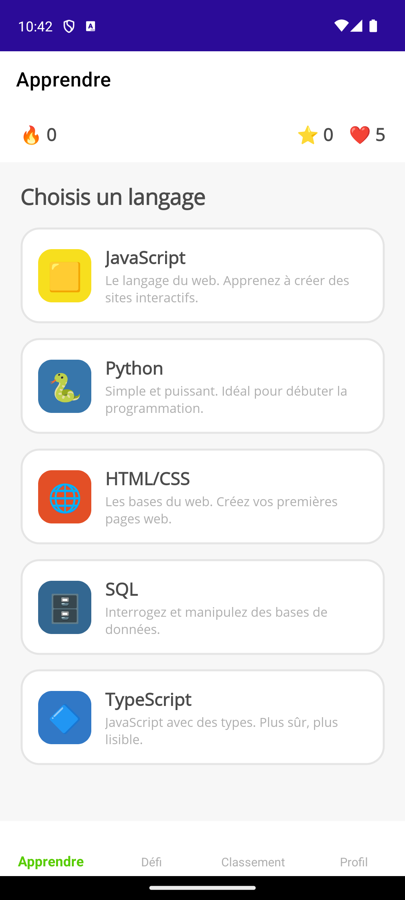 10:42
Apprendre
🔥 0
⭐ 0 ❤️ 5
Choisis un langage
JavaScript
Le langage du web. Apprenez à créer des
sites interactifs.
Python
Simple et puissant. Idéal pour débuter la
programmation.
HTML/CSS
Les bases du web. Créez vos premières
pages web.
SQL
Interrogez et manipulez des bases de
données.
TypeScript
JavaScript avec des types. Plus sûr, plus
lisible.
Apprendre
Défi
Classement
Profil